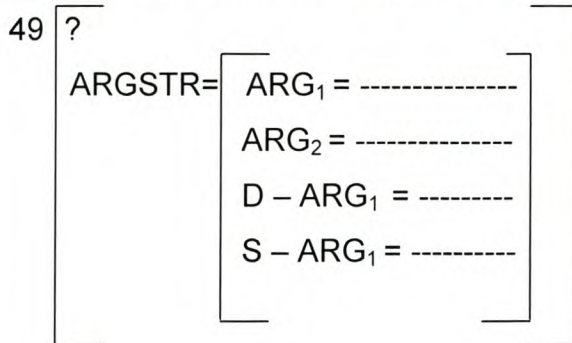 49 ?
ARGSTR= ARG₁ = ---------------
ARG₂ = ---------------
D – ARG₁ = ---------
S – ARG₁ = ----------